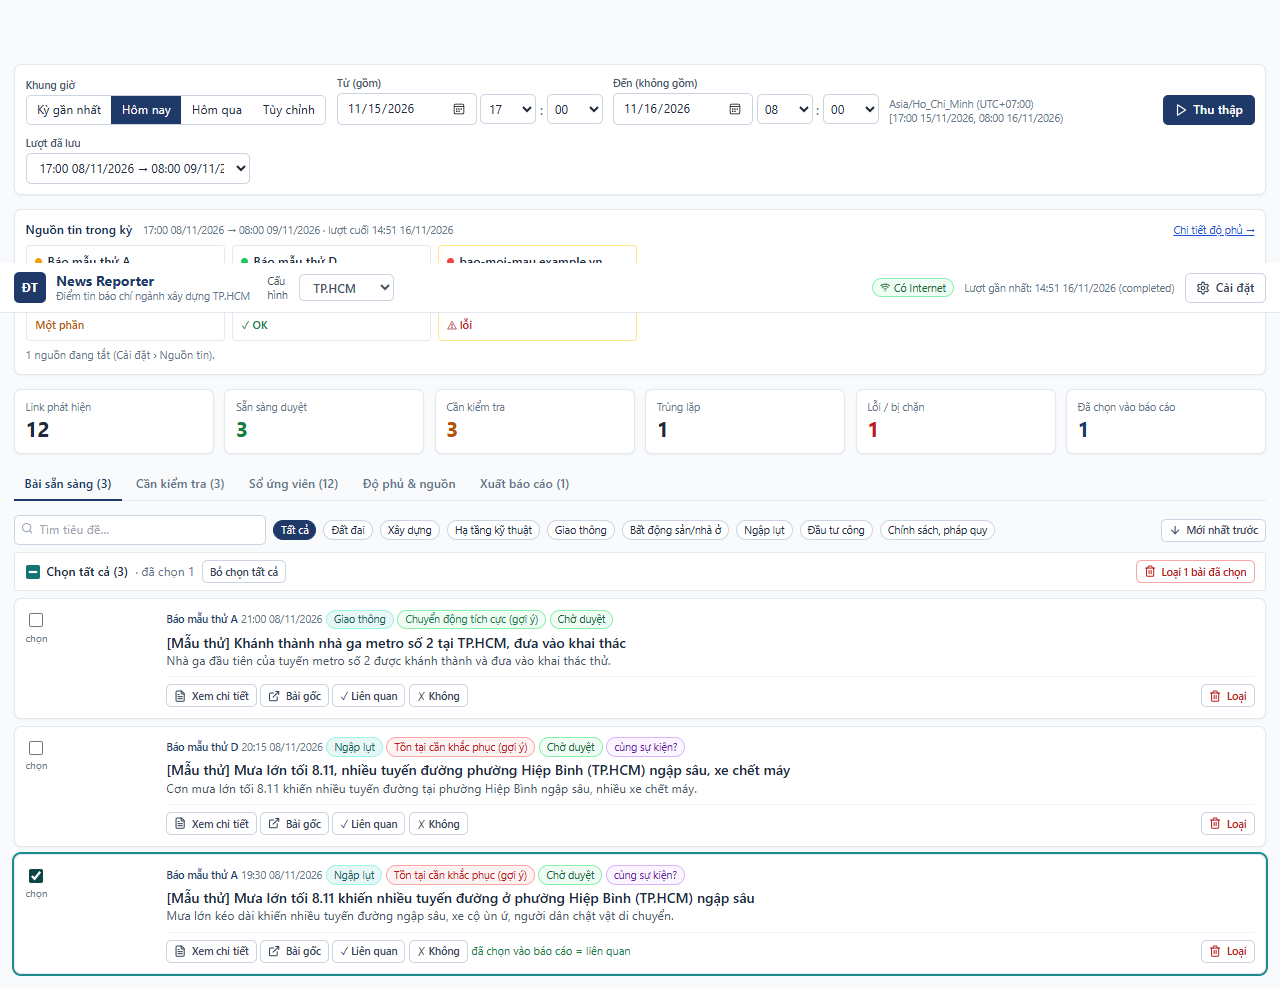 Khung giờ
Kỳ gần nhất Hôm nay Hôm qua Tùy chỉnh
Từ (gồm)
11/15/2026 17 : 00
Đến (không gồm)
11/16/2026 08 : 00
Asia/Ho_Chi_Minh (UTC+07:00)
[17:00 15/11/2026, 08:00 16/11/2026)
Thu thập
Lượt đã lưu
17:00 08/11/2026 → 08:00 09/11/2
Nguồn tin trong kỳ 17:00 08/11/2026 → 08:00 09/11/2026 · lượt cuối 14:51 16/11/2026
Chi tiết độ phủ →
Báo mẫu thử A Báo mẫu thử D bao-moi-mau.example.vn
ĐT News Reporter
Điểm tin báo chí ngành xây dựng TP.HCM
Cấu hình TP.HCM
Có Internet Lượt gần nhất: 14:51 16/11/2026 (completed) Cài đặt
Một phần ✓ OK ⚠ lỗi
1 nguồn đang tắt (Cài đặt › Nguồn tin).
Link phát hiện
12
Sẵn sàng duyệt
3
Cần kiểm tra
3
Trùng lặp
1
Lỗi / bị chặn
1
Đã chọn vào báo cáo
1
Bài sẵn sàng (3) Cần kiểm tra (3) Sổ ứng viên (12) Độ phủ & nguồn Xuất báo cáo (1)
Tìm tiêu đề... Tất cả Đất đai Xây dựng Hạ tầng kỹ thuật Giao thông Bất động sản/nhà ở Ngập lụt Đầu tư công Chính sách, pháp quy ↓ Mới nhất trước
Chọn tất cả (3) · đã chọn 1 Bỏ chọn tất cả Loại 1 bài đã chọn
chọn
Báo mẫu thử A 21:00 08/11/2026 Giao thông Chuyển động tích cực (gợi ý) Chờ duyệt
[Mẫu thử] Khánh thành nhà ga metro số 2 tại TP.HCM, đưa vào khai thác
Nhà ga đầu tiên của tuyến metro số 2 được khánh thành và đưa vào khai thác thử.
Xem chi tiết Bài gốc ✓ Liên quan ✗ Không Loại
chọn
Báo mẫu thử D 20:15 08/11/2026 Ngập lụt Tồn tại cần khắc phục (gợi ý) Chờ duyệt cùng sự kiện?
[Mẫu thử] Mưa lớn tối 8.11, nhiều tuyến đường phường Hiệp Bình (TP.HCM) ngập sâu, xe chết máy
Cơn mưa lớn tối 8.11 khiến nhiều tuyến đường tại phường Hiệp Bình ngập sâu, nhiều xe chết máy.
Xem chi tiết Bài gốc ✓ Liên quan ✗ Không Loại
chọn
Báo mẫu thử A 19:30 08/11/2026 Ngập lụt Tồn tại cần khắc phục (gợi ý) Chờ duyệt cùng sự kiện?
[Mẫu thử] Mưa lớn tối 8.11 khiến nhiều tuyến đường ở phường Hiệp Bình (TP.HCM) ngập sâu
Mưa lớn kéo dài khiến nhiều tuyến đường ngập sâu, xe cộ ùn ứ, người dân chật vật di chuyển.
Xem chi tiết Bài gốc ✓ Liên quan ✗ Không đã chọn vào báo cáo = liên quan Loại